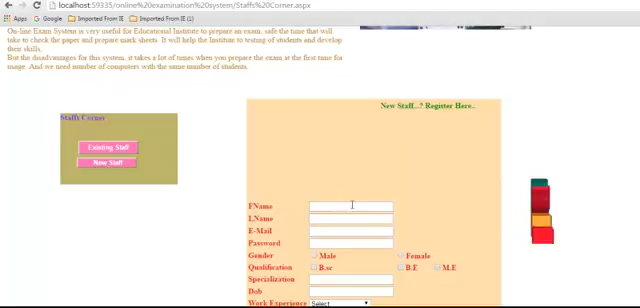 localhost:59335/online%20examination%20system/Staffs%20Corner.aspx
Apps
Google
Imported From IE
Imported From IE (1)
On-line Exam System is very useful for Educational Institute to prepare an exam, safe the time that
will take to check the paper and prepare mark sheets. It will help the Institute to testing of students and develop
their skills.
But the disadvantages for this system, it takes a lot of times when you prepare the exam at the first time for
usage. And we need number of computers with the same number of students.
New Staff..? Register Here..
Staffs Corner
Existing Staff
New Staff
FName
LName
E-Mail
Password
Gender Male Female
Qualification B.sc B.E M.E
Specialization
Dob
Work Experience Select